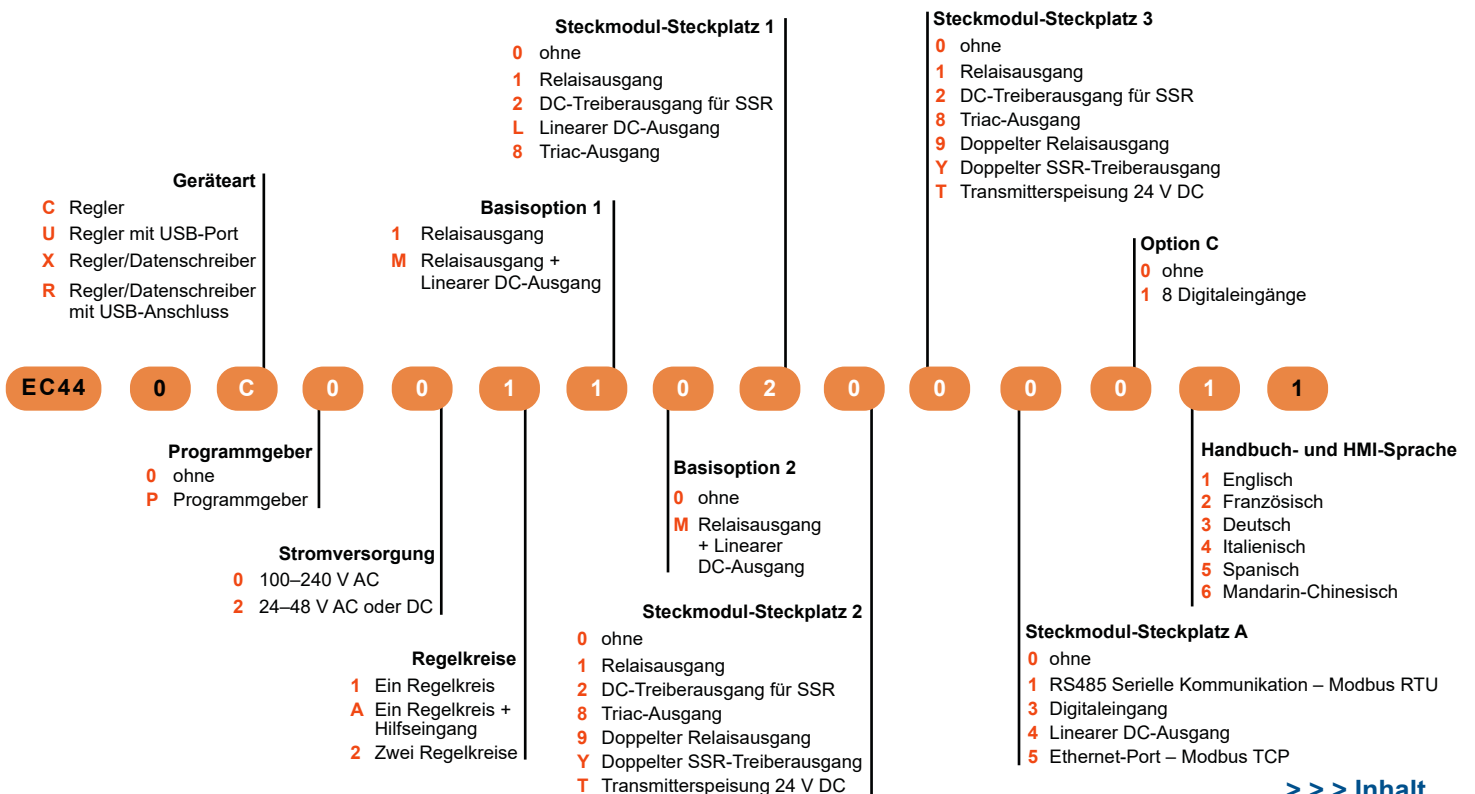 Steckmodul-Steckplatz 1
0 ohne
1 Relaisausgang
2 DC-Treiberausgang für SSR
L Linearer DC-Ausgang
8 Triac-Ausgang
Steckmodul-Steckplatz 3
0 ohne
1 Relaisausgang
2 DC-Treiberausgang für SSR
8 Triac-Ausgang
9 Doppelter Relaisausgang
Y Doppelter SSR-Treiberausgang
T Transmitterspeisung 24 V DC
Geräteart
C Regler
U Regler mit USB-Port
X Regler/Datenschreiber
R Regler/Datenschreiber
mit USB-Anschluss
Basisoption 1
1 Relaisausgang
M Relaisausgang +
Linearer DC-Ausgang
Option C
0 ohne
1 8 Digitaleingänge
EC44 0 C 0 0 1 1 0 2 0 0 0 0 1 1
Programmgeber
0 ohne
P Programmgeber
Stromversorgung
0 100–240 V AC
2 24–48 V AC oder DC
Regelkreise
1 Ein Regelkreis
A Ein Regelkreis +
Hilfseingang
2 Zwei Regelkreise
Basisoption 2
0 ohne
M Relaisausgang
+ Linearer
DC-Ausgang
Steckmodul-Steckplatz 2
0 ohne
1 Relaisausgang
2 DC-Treiberausgang für SSR
8 Triac-Ausgang
9 Doppelter Relaisausgang
Y Doppelter SSR-Treiberausgang
T Transmitterspeisung 24 V DC
Handbuch- und HMI-Sprache
1 Englisch
2 Französisch
3 Deutsch
4 Italienisch
5 Spanisch
6 Mandarin-Chinesisch
Steckmodul-Steckplatz A
0 ohne
1 RS485 Serielle Kommunikation – Modbus RTU
3 Digitaleingang
4 Linearer DC-Ausgang
5 Ethernet-Port – Modbus TCP
> > > Inhalt